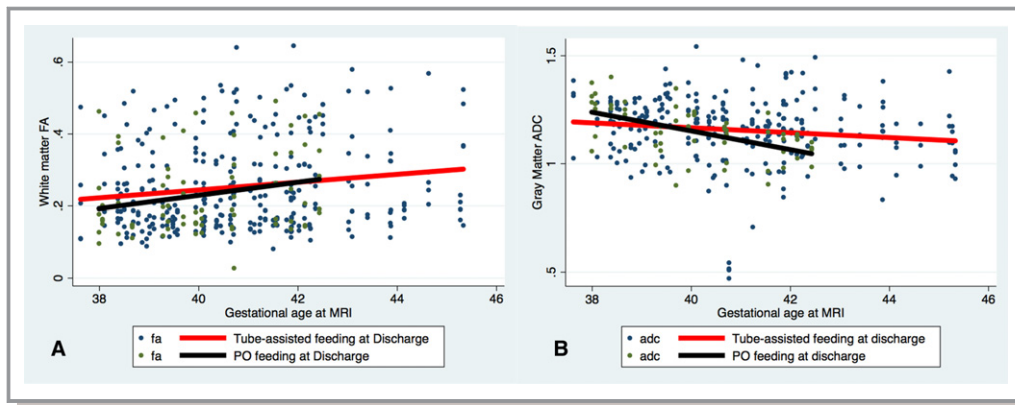 White matter FA
.6
.4
.2
0
38 40 42 44 46
Gestational age at MRI
A
fa Tube-assisted feeding at Discharge
fa PO feeding at Discharge
Gray Matter ADC
1.5
1
.5
38 40 42 44 46
Gestational age at MRI
B
adc Tube-assisted feeding at discharge
adc PO feeding at discharge